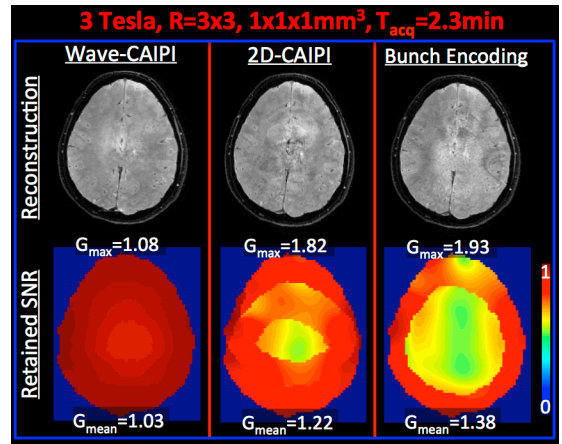 3 Tesla, R=3x3, 1x1x1mm³, Tacq=2.3min
Wave-CAIPI 2D-CAIPI Bunch Encoding
Reconstruction
Gmax=1.08 Gmax=1.82 Gmax=1.93
Retained SNR
1
0
Gmean=1.03 Gmean=1.22 Gmean=1.38